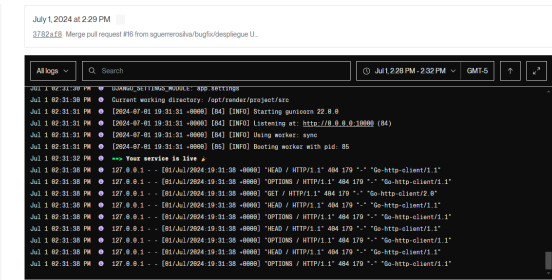 July 1, 2024 at 2:29 PM
3782af8 Merge pull request #16 from sguerrerosilva/bugfix/despliegue U..
All logs Search Jul 1, 2:28 PM - 2:32 PM GMT-5
Jul 1 02:31:30 PM DJANGO_SETTINGS_MODULE: app.settings
Jul 1 02:31:30 PM Current working directory: /opt/render/project/src
Jul 1 02:31:31 PM [2024-07-01 19:31:31 +0000] [84] [INFO] Starting gunicorn 22.0.0
Jul 1 02:31:31 PM [2024-07-01 19:31:31 +0000] [84] [INFO] Listening at: http://0.0.0.0:10000 (84)
Jul 1 02:31:31 PM [2024-07-01 19:31:31 +0000] [84] [INFO] Using worker: sync
Jul 1 02:31:31 PM [2024-07-01 19:31:31 +0000] [85] [INFO] Booting worker with pid: 85
Jul 1 02:31:32 PM ==> Your service is live 🎉
Jul 1 02:31:38 PM 127.0.0.1 - - [01/Jul/2024:19:31:38 +0000] "HEAD / HTTP/1.1" 404 179 "-" "Go-http-client/1.1"
Jul 1 02:31:38 PM 127.0.0.1 - - [01/Jul/2024:19:31:38 +0000] "OPTIONS / HTTP/1.1" 404 179 "-" "Go-http-client/1.1"
Jul 1 02:31:38 PM 127.0.0.1 - - [01/Jul/2024:19:31:38 +0000] "GET / HTTP/1.1" 404 179 "-" "Go-http-client/2.0"
Jul 1 02:31:38 PM 127.0.0.1 - - [01/Jul/2024:19:31:38 +0000] "HEAD / HTTP/1.1" 404 179 "-" "Go-http-client/1.1"
Jul 1 02:31:38 PM 127.0.0.1 - - [01/Jul/2024:19:31:38 +0000] "OPTIONS / HTTP/1.1" 404 179 "-" "Go-http-client/1.1"
Jul 1 02:31:38 PM 127.0.0.1 - - [01/Jul/2024:19:31:38 +0000] "OPTIONS / HTTP/1.1" 404 179 "-" "Go-http-client/1.1"
Jul 1 02:31:38 PM 127.0.0.1 - - [01/Jul/2024:19:31:38 +0000] "HEAD / HTTP/1.1" 404 179 "-" "Go-http-client/1.1"
Jul 1 02:31:38 PM 127.0.0.1 - - [01/Jul/2024:19:31:38 +0000] "OPTIONS / HTTP/1.1" 404 179 "-" "Go-http-client/1.1"